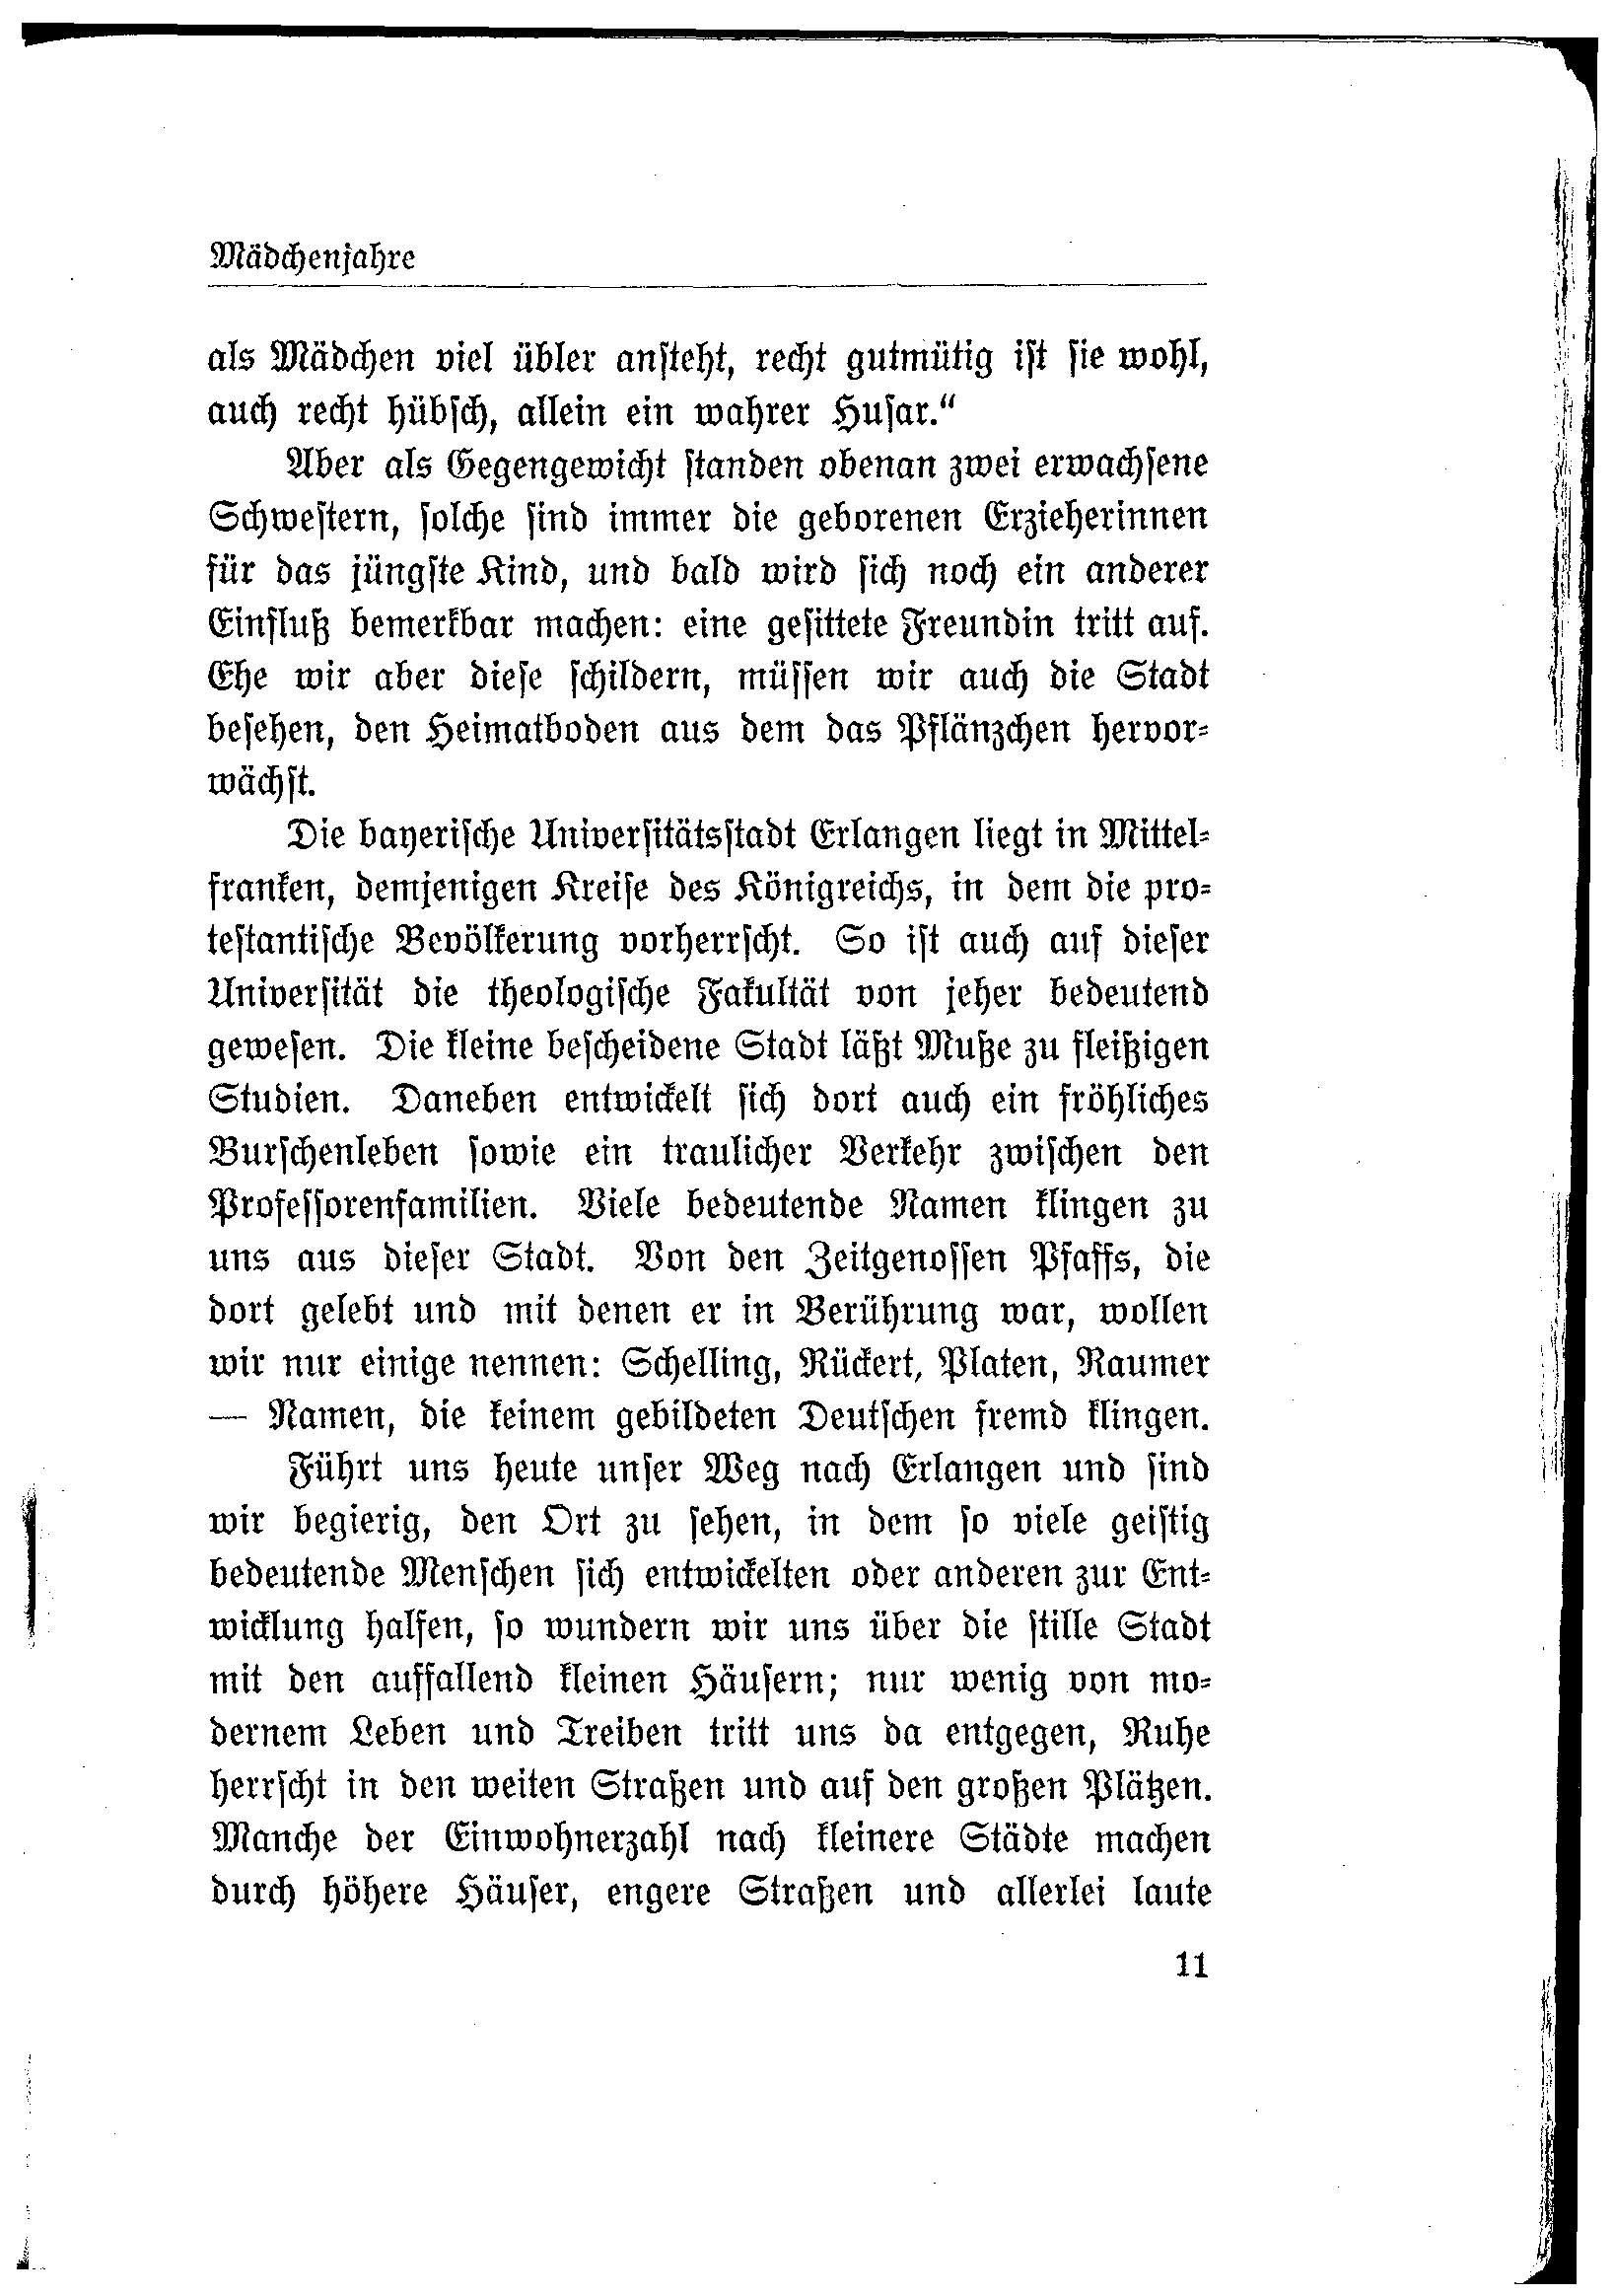 Mädchenjahre
als Mädchen viel übler ansteht, recht gutmütig ist sie wohl,
auch recht hübsch, allein ein wahrer Husar.“
Aber als Gegengewicht standen obenan zwei erwachsene
Schwestern, solche sind immer die geborenen Erzieherinnen
für das jüngste Kind, und bald wird sich noch ein anderer
Einfluß bemerkbar machen: eine gesittete Freundin tritt auf.
Ehe wir aber diese schildern, müssen wir auch die Stadt
besehen, den Heimatboden aus dem das Pflänzchen hervor-
wächst.
Die bayerische Universitätsstadt Erlangen liegt in Mittel-
franken, demjenigen Kreise des Königreichs, in dem die pro-
testantische Bevölkerung vorherrscht. So ist auch auf dieser
Universität die theologische Fakultät von jeher bedeutend
gewesen. Die kleine bescheidene Stadt läßt Muße zu fleißigen
Studien. Daneben entwickelt sich dort auch ein fröhliches
Burschenleben sowie ein traulicher Verkehr zwischen den
Professorenfamilien. Viele bedeutende Namen klingen zu
uns aus dieser Stadt. Von den Zeitgenossen Pfaffs, die
dort gelebt und mit denen er in Berührung war, wollen
wir nur einige nennen: Schelling, Rückert, Platen, Raumer
— Namen, die keinem gebildeten Deutschen fremd klingen.
Führt uns heute unser Weg nach Erlangen und sind
wir begierig, den Ort zu sehen, in dem so viele geistig
bedeutende Menschen sich entwickelten oder anderen zur Ent-
wicklung halfen, so wundern wir uns über die stille Stadt
mit den auffallend kleinen Häusern; nur wenig von mo-
dernem Leben und Treiben tritt uns da entgegen, Ruhe
herrscht in den weiten Straßen und auf den großen Plätzen.
Manche der Einwohnerzahl nach kleinere Städte machen
durch höhere Häuser, engere Straßen und allerlei laute
11